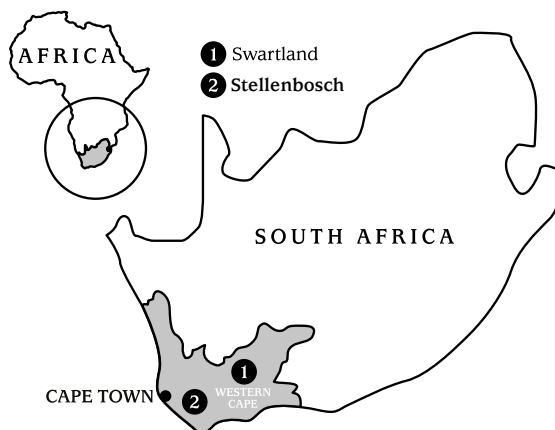 AFRICA
1 Swartland
2 Stellenbosch
SOUTH AFRICA
1
WESTERN
CAPE
CAPE TOWN
2